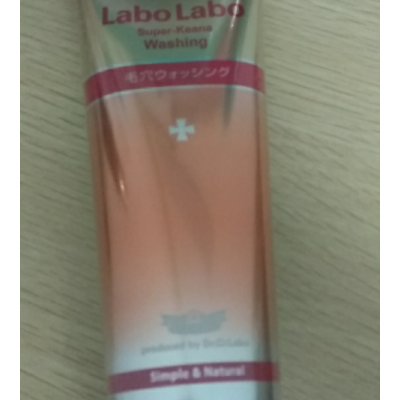 Labo Labo
Super-Keana
Washing
毛穴ウォッシング
produced by Dr.Ci:Labo
Simple & Natural